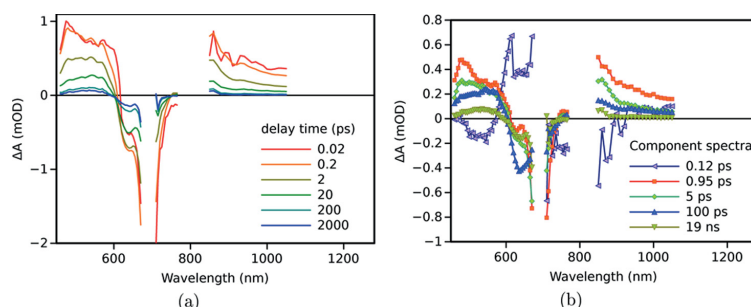 1
0
−1
−2
600
800
1000
1200
ΔA (mOD)
Wavelength (nm)
delay time (ps)
0.02
0.2
2
20
200
2000
(a)
0.8
0.6
0.4
0.2
0
−0.2
−0.4
−0.6
−0.8
−1
600
800
1000
1200
ΔA (mOD)
Wavelength (nm)
Component spectra
0.12 ps
0.95 ps
5 ps
100 ps
19 ns
(b)